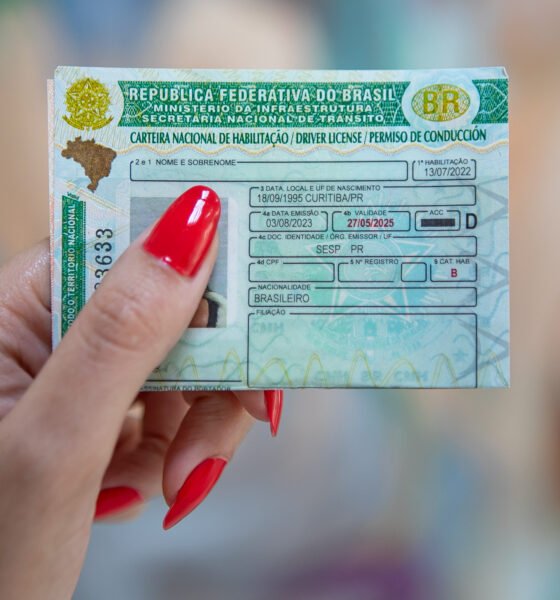 REPÚBLICA FEDERATIVA DO BRASIL
MINISTÉRIO DA INFRAESTRUTURA
SECRETARIA NACIONAL DE TRÂNSITO
BR
CARTEIRA NACIONAL DE HABILITAÇÃO / DRIVER LICENSE / PERMISO DE CONDUCCIÓN
2 e 1 NOME E SOBRENOME
1ª HABILITAÇÃO
13/07/2022
3 DATA, LOCAL E UF DE NASCIMENTO
18/09/1995 CURITIBA/PR
4a DATA EMISSÃO
03/08/2023
4b VALIDADE
27/05/2025
ACC
D
4c DOC. IDENTIDADE / ÓRG. EMISSOR / UF
SESP PR
4d CPF
5 Nº REGISTRO
9 CAT. HAB
B
NACIONALIDADE
BRASILEIRO
FILIAÇÃO
ASSINATURA DO PORTADOR
O TERRITÓRIO NACIONAL
3633